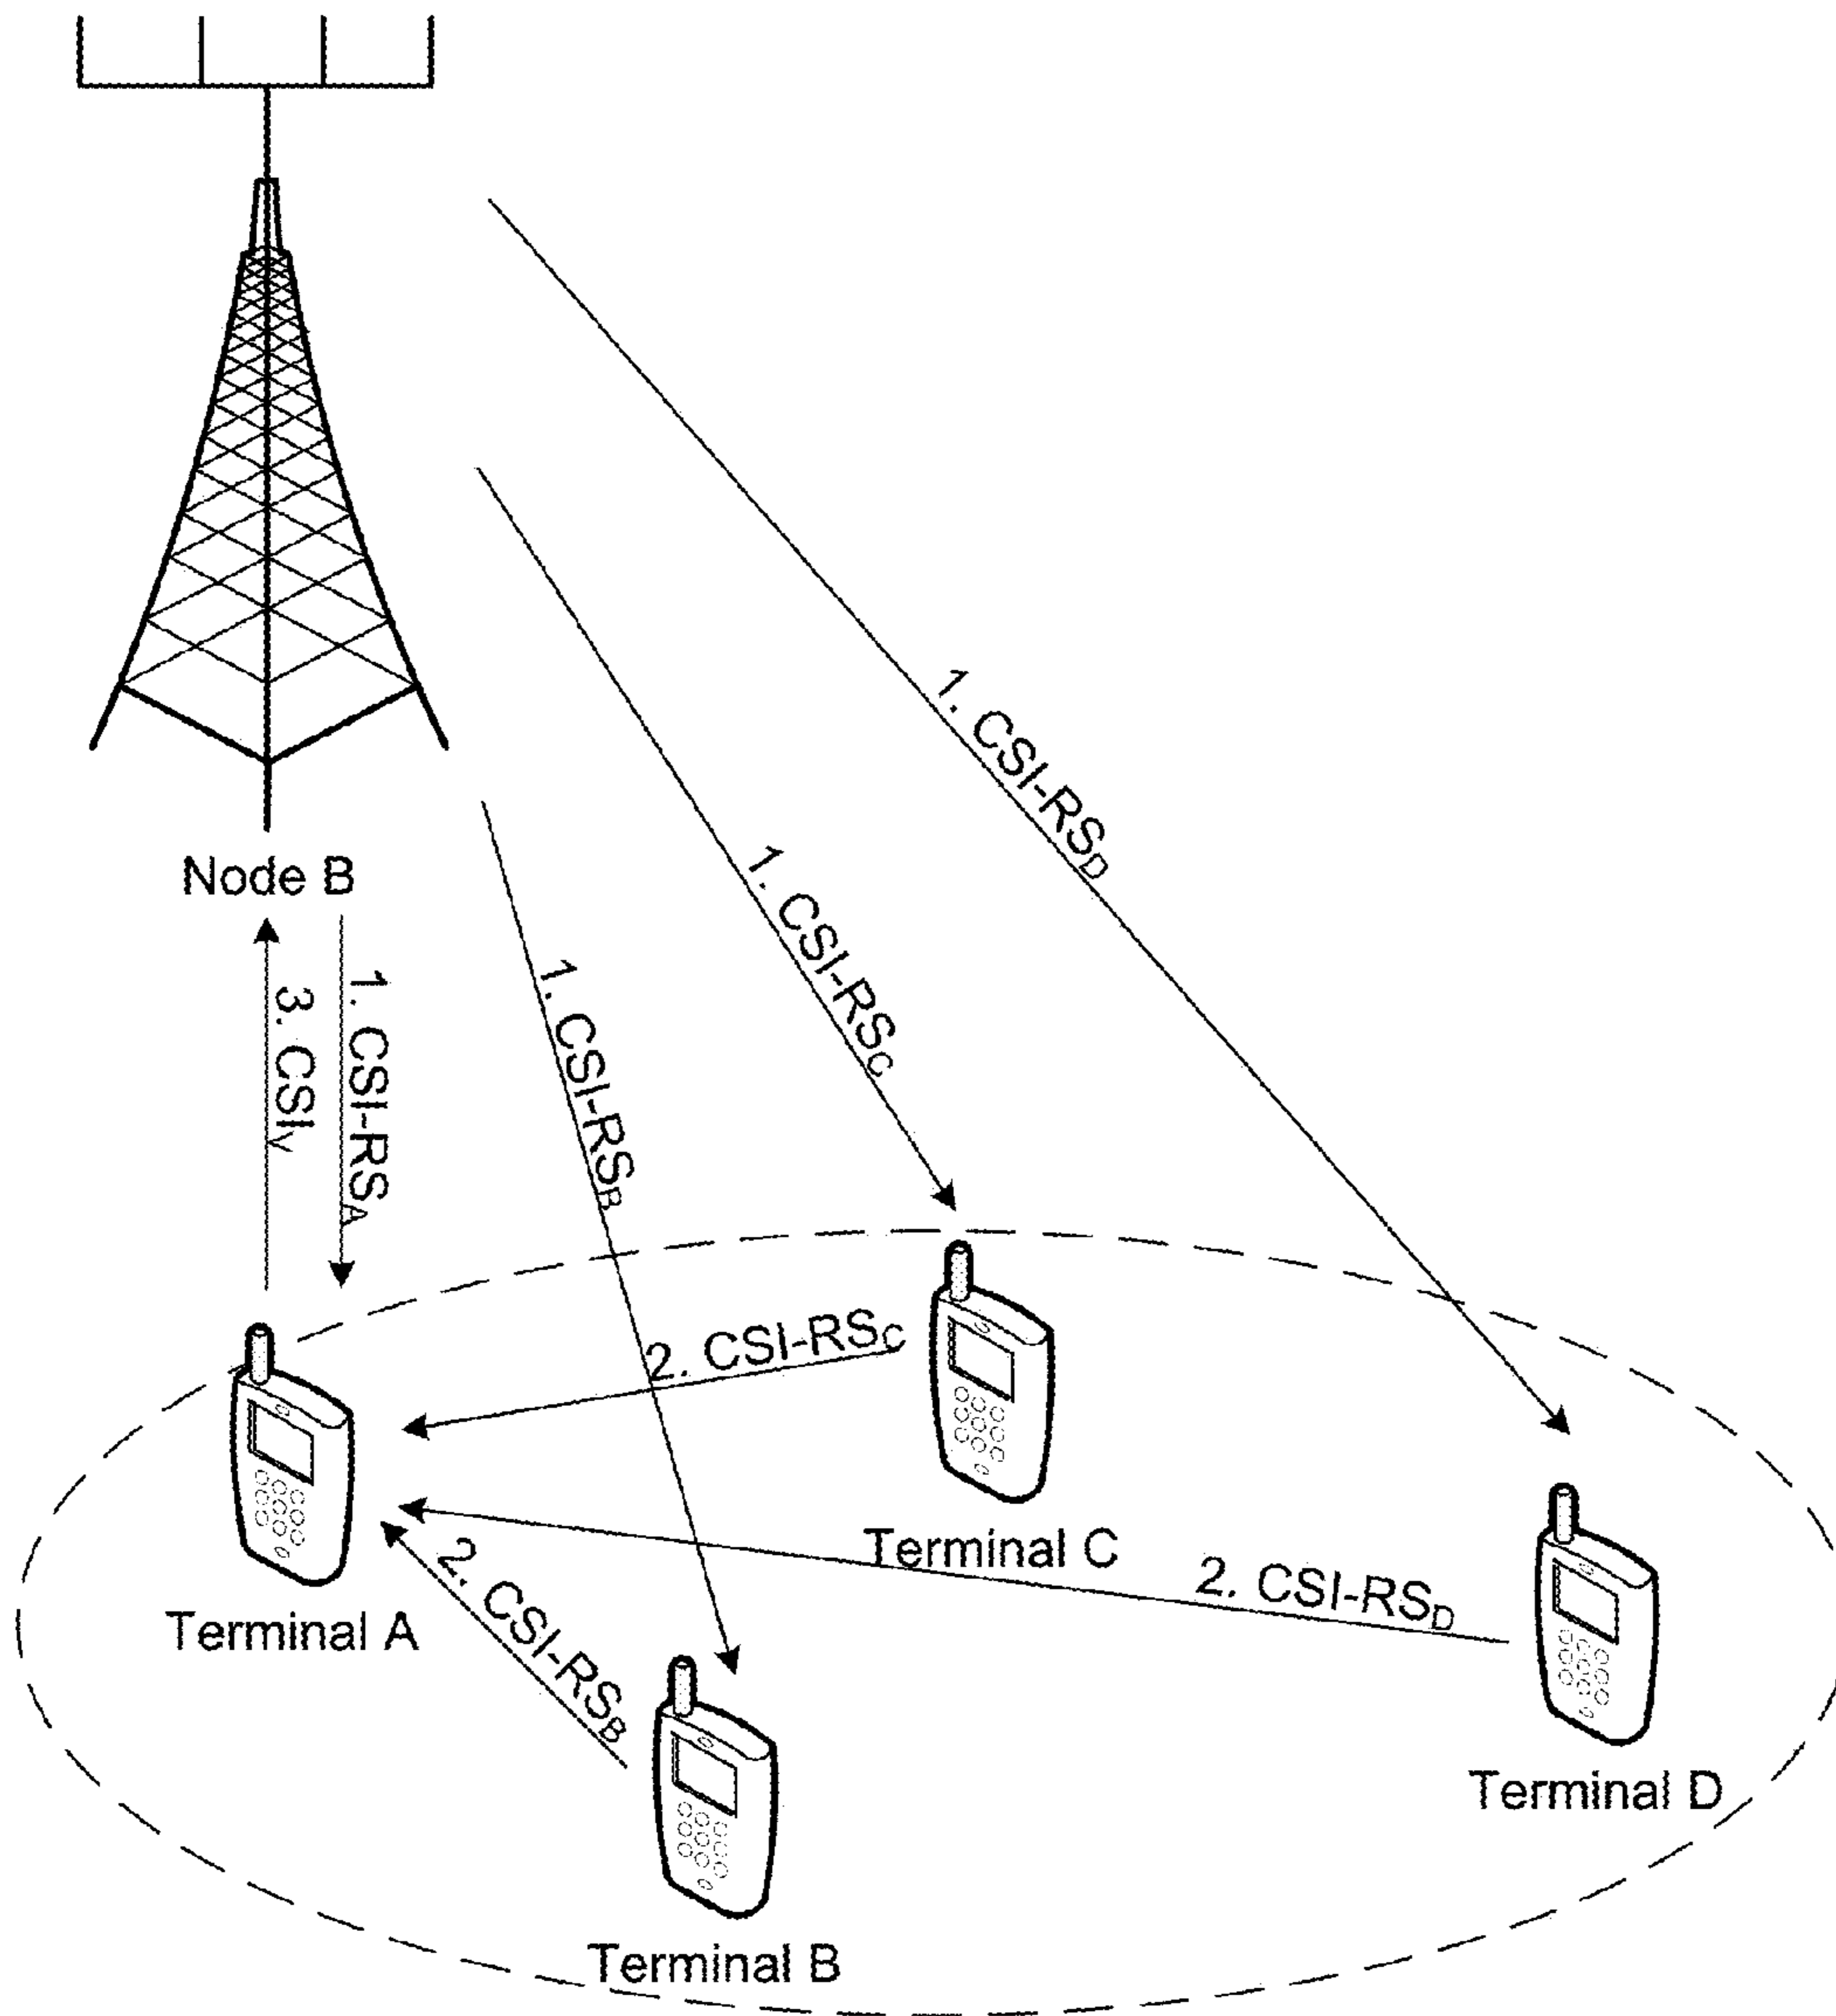 Node B
1. CSI-RS_A
3. CSI_V
1. CSI-RS_B
1. CSI-RS_C
1. CSI-RS_D
2. CSI-RS_C
2. CSI-RS_D
2. CSI-RS_B
Terminal A
Terminal B
Terminal C
Terminal D